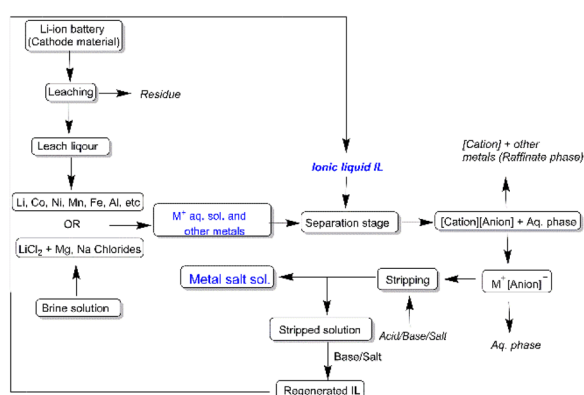 Li-ion battery
(Cathode material)
Leaching
Residue
Leach liqour
Li, Co, Ni, Mn, Fe, Al, etc
OR
LiCl2 + Mg, Na Chlorides
Brine solution
M+ aq. sol. and
other metals
Ionic liquid IL
Separation stage
[Cation] + other
metals (Raffinate phase)
[Cation][Anion] + Aq. phase
M+[Anion]−
Aq. phase
Stripping
Acid/Base/Salt
Metal salt sol.
Stripped solution
Base/Salt
Regenerated IL